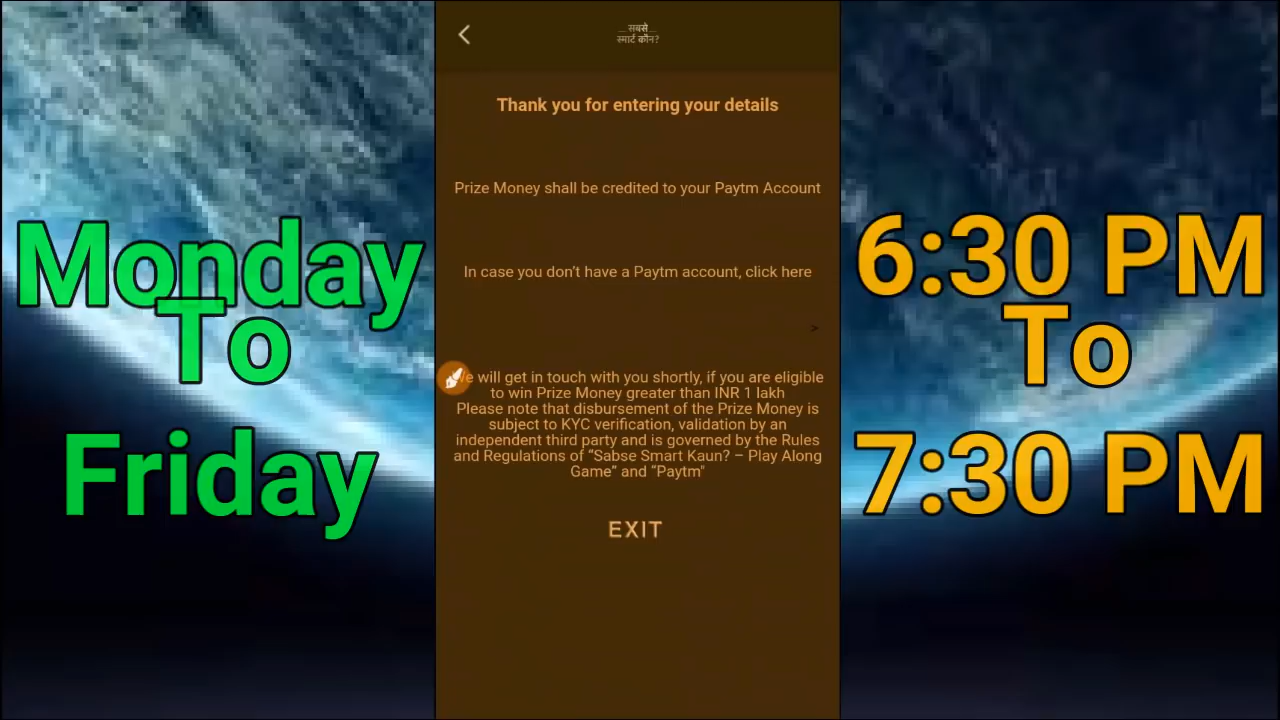 Monday
To
Friday
... सबसे...
स्मार्ट कौन?
Thank you for entering your details
Prize Money shall be credited to your Paytm Account
In case you don't have a Paytm account, click here
>
e will get in touch with you shortly, if you are eligible
to win Prize Money greater than INR 1 lakh
Please note that disbursement of the Prize Money is
subject to KYC verification, validation by an
independent third party and is governed by the Rules
and Regulations of “Sabse Smart Kaun? – Play Along
Game” and “Paytm"
EXIT
6:30 PM
To
7:30 PM